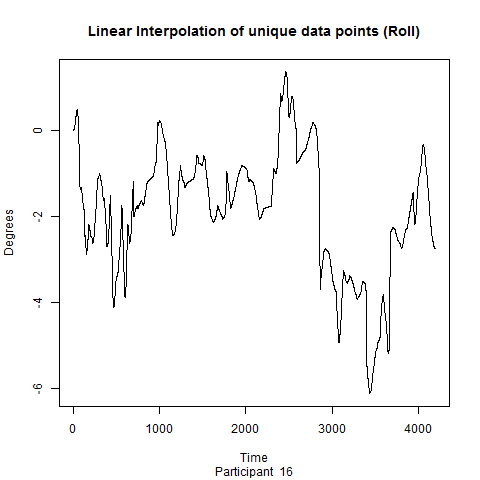 Linear Interpolation of unique data points (Roll)
Degrees
0
-2
-4
-6
0 1000 2000 3000 4000
Time
Participant 16